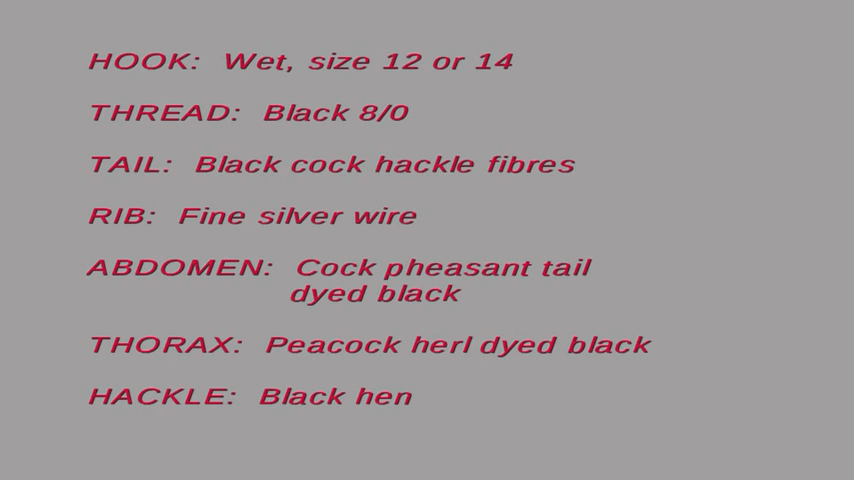 HOOK: Wet, size 12 or 14
THREAD: Black 8/0
TAIL: Black cock hackle fibres
RIB: Fine silver wire
ABDOMEN: Cock pheasant tail
dyed black
THORAX: Peacock herl dyed black
HACKLE: Black hen